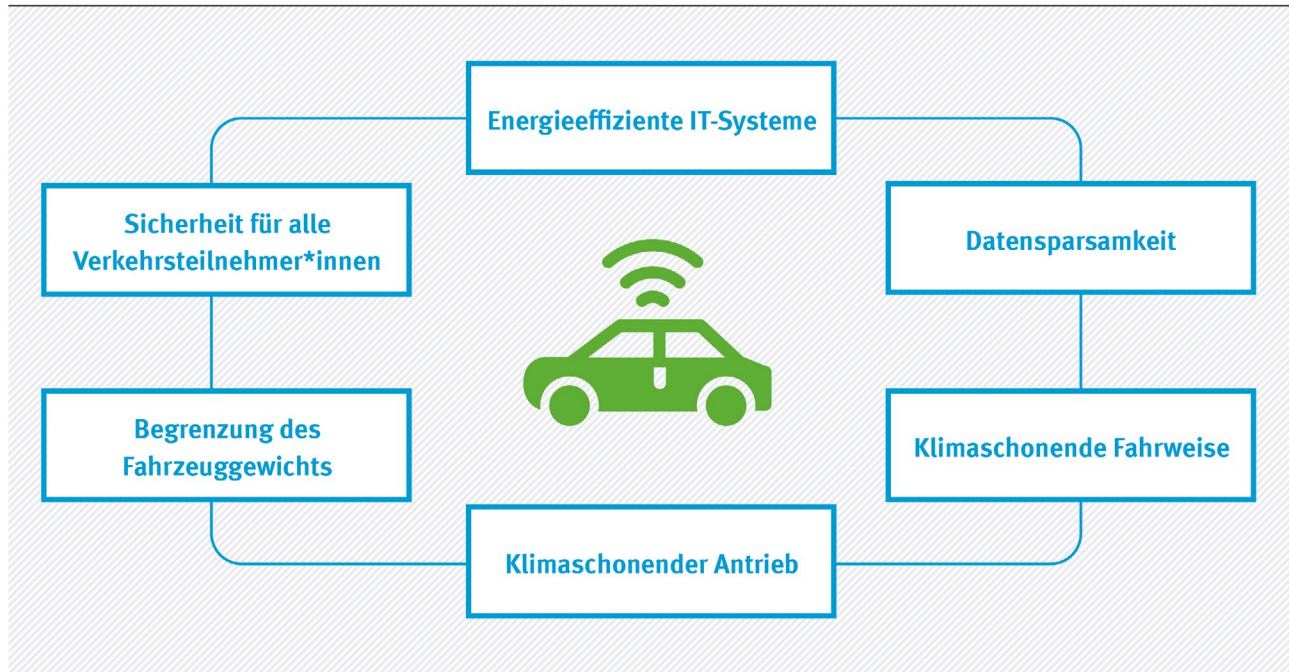 Energieeffiziente IT-Systeme
Sicherheit für alle
Verkehrsteilnehmer*innen
Datensparsamkeit
Begrenzung des
Fahrzeuggewichts
Klimaschonende Fahrweise
Klimaschonender Antrieb